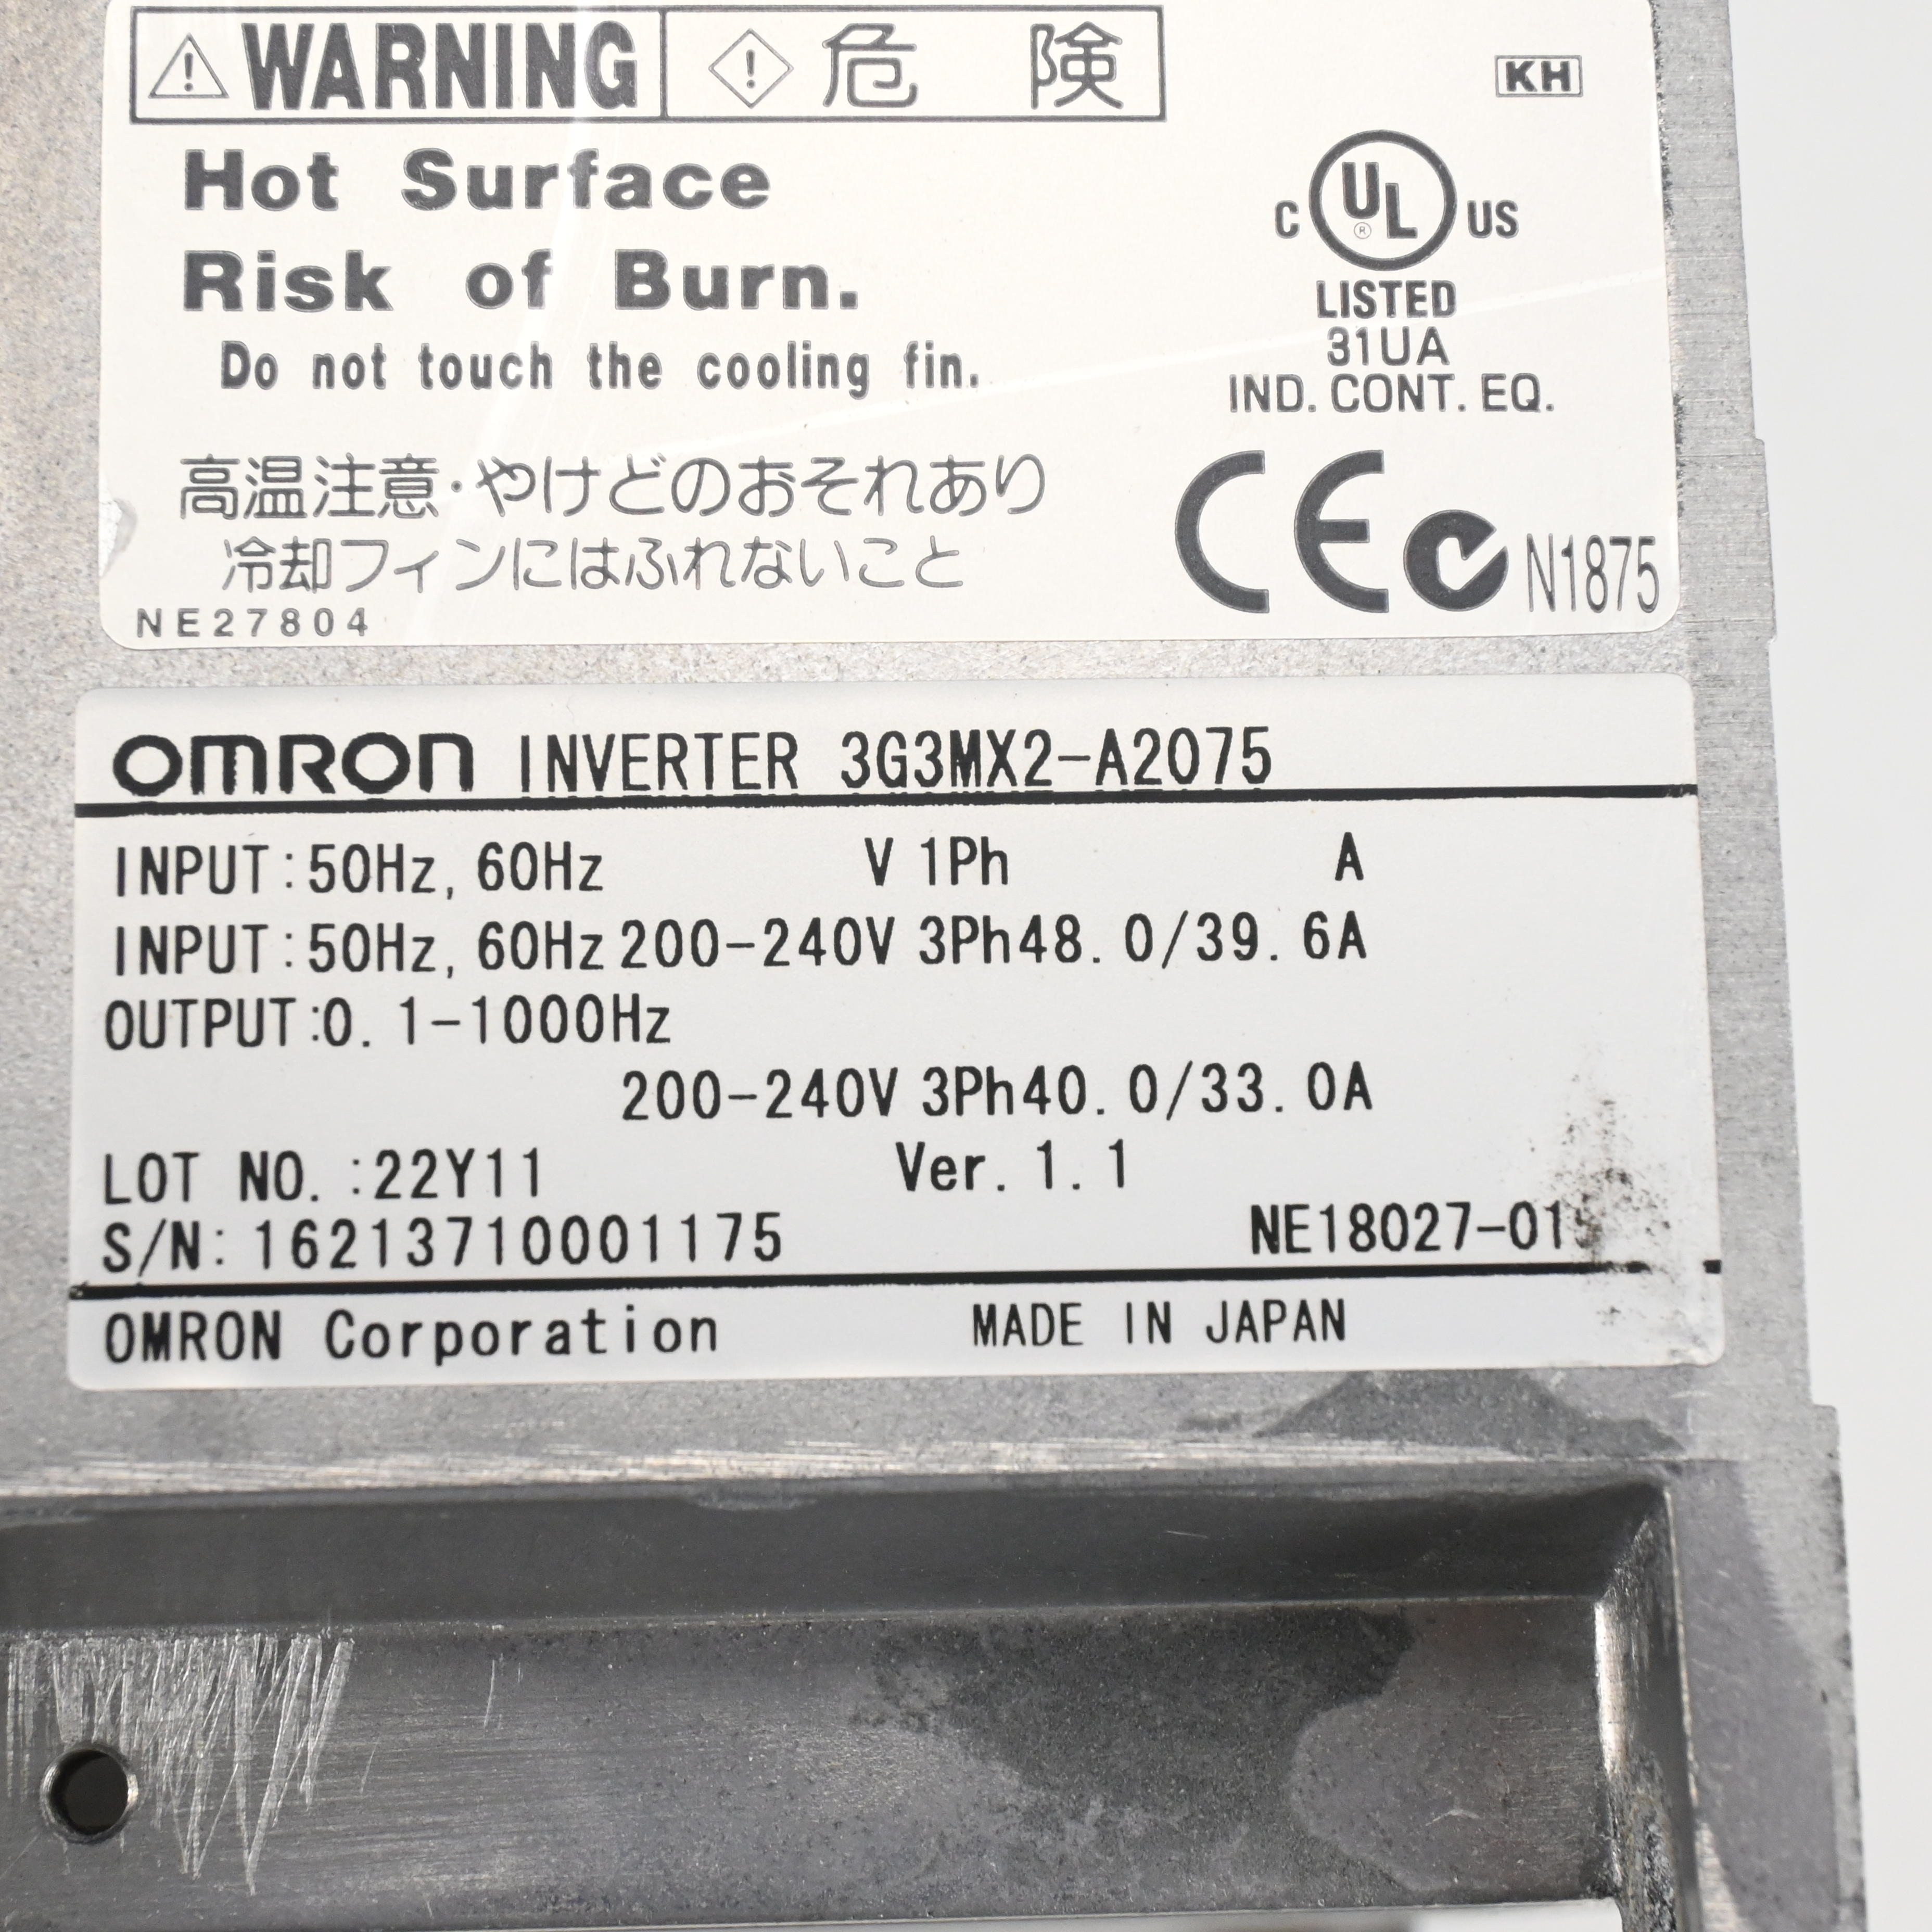 WARNING 危 険
KH
Hot Surface
Risk of Burn.
Do not touch the cooling fin.
C UL ® US
LISTED
31UA
IND. CONT. EQ.
高温注意・やけどのおそれあり
冷却フィンにはふれないこと
CE N1875
NE27804
OMRON INVERTER 3G3MX2-A2075
INPUT:50Hz, 60Hz V 1Ph A
INPUT:50Hz, 60Hz 200-240V 3Ph48.0/39.6A
OUTPUT:0.1-1000Hz
200-240V 3Ph40.0/33.0A
LOT NO. :22Y11 Ver.1.1
S/N:16213710001175 NE18027-01
OMRON Corporation MADE IN JAPAN